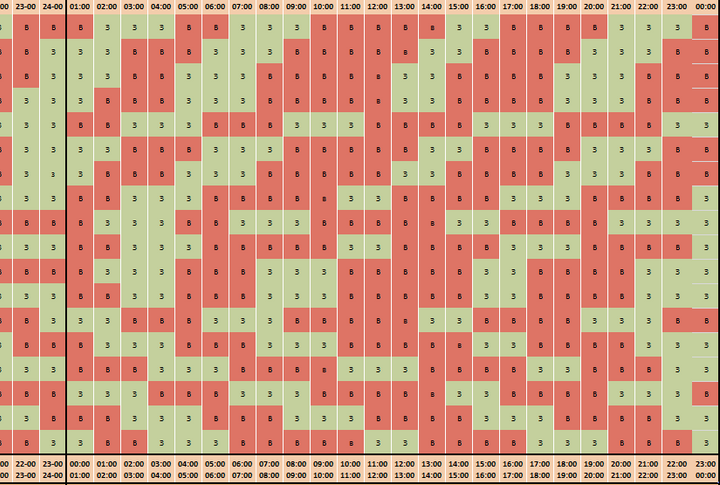 00 23-00 24-00 01:00 02:00 03:00 04:00 05:00 06:00 07:00 08:00 09:00 10:00 11:00 12:00 13:00 14:00 15:00 16:00 17:00 18:00 19:00 20:00 21:00 22:00 23:00 00:00
В В В З З З В В З З З В В В В В З З В В В В З З З В
В З З З В В В З З З В В В В В З З З В В В З З З В В
В З З З В В З З З В В В В В З З В В В В З З З В В В
З З З В В В З З З В В В В В З З В В В В З З З В В В
З З В В З З З В В В З З З В В В В З З З В В В В З З
З З З З В В В З З З В В В В В З З В В В В З З З В В
З З З В В В З З З В В В В В З З В В В В З З З В В В
З З В В З З З В В В В В З З В В В В З З З В В В В З
В В В З З З В В З З З В В В В В З З В В В В З З З З
З З В З З З З В В В В В З З В В В В З З З В В В В З
В В В З З З В В В З З З В В В В В З З В В В В З З З
З З В В З З В В В З З З В В В В В З З В В В В З З З
В З З З В В В З З З В В В В В З З В В В В З З З В В
В В В З З З В В В З З З В В В В В З З В В В В З З З
З З В В В З З З В В В В З З З В В В В З З В В З З З
В В З З З В В В З З З В В В В В З З В В В В З З З В
З В В В З З З В В В З З З В В В В З З З В В В З З З
В З З В В З З З В В В В В З З В В В В З З В В В З З
00 22-00 23-00 00:00 01:00 02:00 03:00 04:00 05:00 06:00 07:00 08:00 09:00 10:00 11:00 12:00 13:00 14:00 15:00 16:00 17:00 18:00 19:00 20:00 21:00 22:00 23:00
00 23-00 24-00 01:00 02:00 03:00 04:00 05:00 06:00 07:00 08:00 09:00 10:00 11:00 12:00 13:00 14:00 15:00 16:00 17:00 18:00 19:00 20:00 21:00 22:00 23:00 00:00